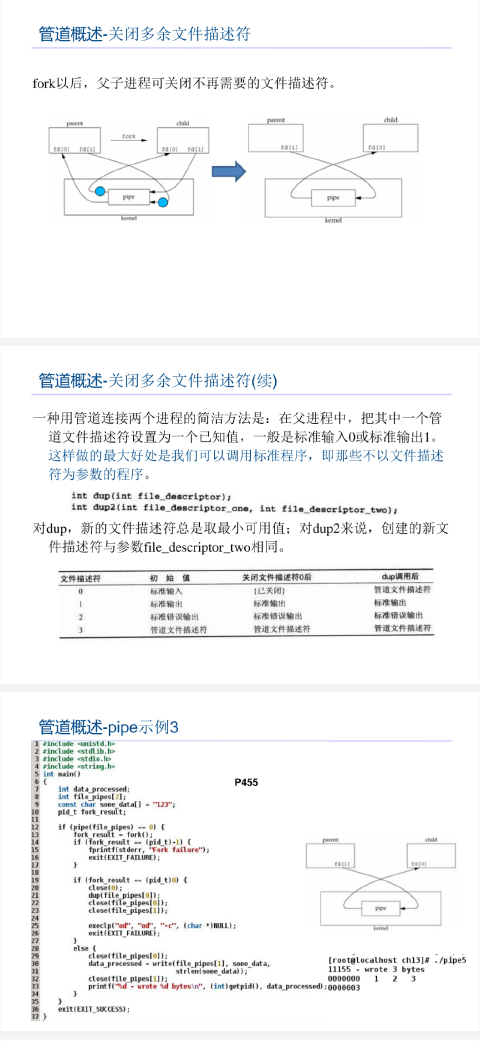 管道概述-关闭多余文件描述符
fork以后，父子进程可关闭不再需要的文件描述符。
parent
child
fork
fd[0] fd[1]
fd[0] fd[1]
pipe
kernel
parent
child
fd[1]
fd[0]
pipe
kernel
管道概述-关闭多余文件描述符(续)
一种用管道连接两个进程的简洁方法是：在父进程中，把其中一个管
道文件描述符设置为一个已知值，一般是标准输入0或标准输出1。
这样做的最大好处是我们可以调用标准程序，即那些不以文件描述
符为参数的程序。
int dup(int file_descriptor);
int dup2(int file_descriptor_one, int file_descriptor_two);
对dup，新的文件描述符总是取最小可用值；对dup2来说，创建的新文
件描述符与参数file_descriptor_two相同。
文件描述符 初 始 值 关闭文件描述符0后 dup调用后
0 标准输入 {已关闭} 管道文件描述符
1 标准输出 标准输出 标准输出
2 标准错误输出 标准错误输出 标准错误输出
3 管道文件描述符 管道文件描述符 管道文件描述符
管道概述-pipe示例3
1 #include <unistd.h>
2 #include <stdlib.h>
3 #include <stdio.h>
4 #include <string.h>
5 int main()
6 {
7 int data_processed;
8 int file_pipes[2];
9 const char some_data[] = "123";
10 pid_t fork_result;
11
12 if (pipe(file_pipes) == 0) {
13 fork_result = fork();
14 if (fork_result == (pid_t)-1) {
15 fprintf(stderr, "Fork failure");
16 exit(EXIT_FAILURE);
17 }
18
19 if (fork_result == (pid_t)0) {
20 close(0);
21 dup(file_pipes[0]);
22 close(file_pipes[0]);
23 close(file_pipes[1]);
24
25 execlp("od", "od", "-c", (char *)NULL);
26 exit(EXIT_FAILURE);
27 }
28 else {
29 close(file_pipes[0]);
30 data_processed = write(file_pipes[1], some_data,
31 strlen(some_data));
32 close(file_pipes[1]);
33 printf("%d - wrote %d bytes\n", (int)getpid(), data_processed);
34 }
35 }
36 exit(EXIT_SUCCESS);
37 }
P455
parent
child
fd[1]
fd[0]
pipe
kernel
[root@localhost ch13]# ./pipe5
11155 - wrote 3 bytes
0000000 1 2 3
0000003